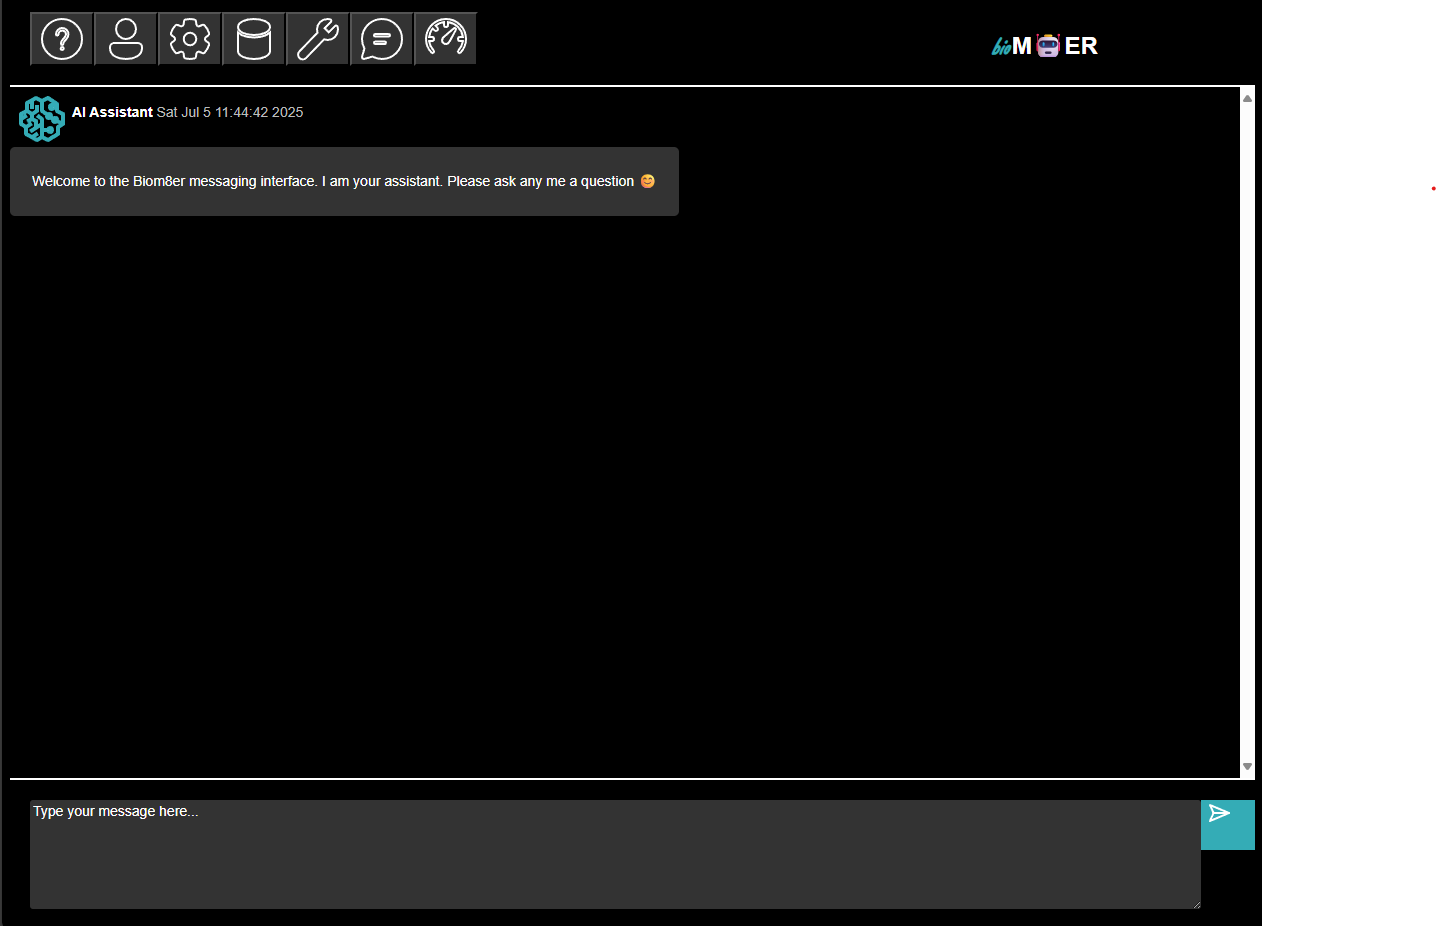 bioM ER
AI Assistant Sat Jul 5 11:44:42 2025
Welcome to the Biom8er messaging interface. I am your assistant. Please ask any me a question 😊
Type your message here...